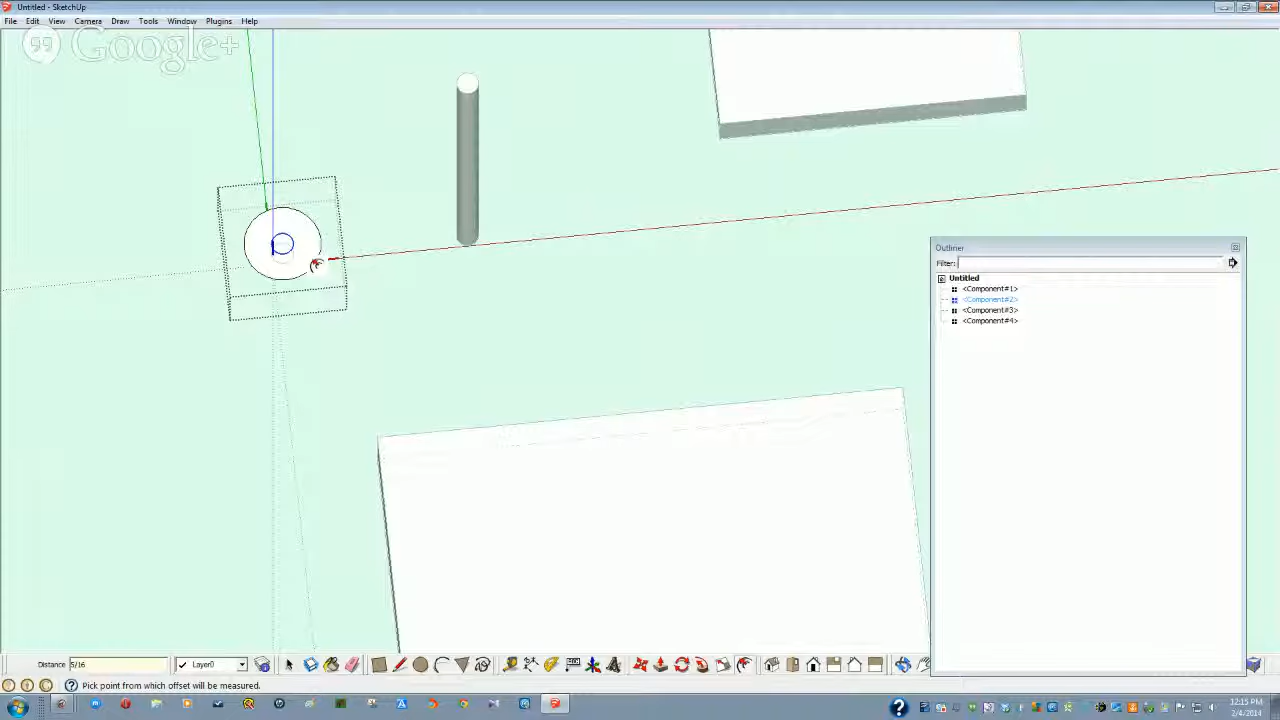 Untitled - SketchUp
File Edit View Camera Draw Tools Window Plugins Help
Google+
Outliner
Filter:
Untitled
<Component#1>
<Component#2>
<Component#3>
<Component#4>
Distance 5/16
Layer0
Pick point from which offset will be measured.
12:15 PM
2/4/2014